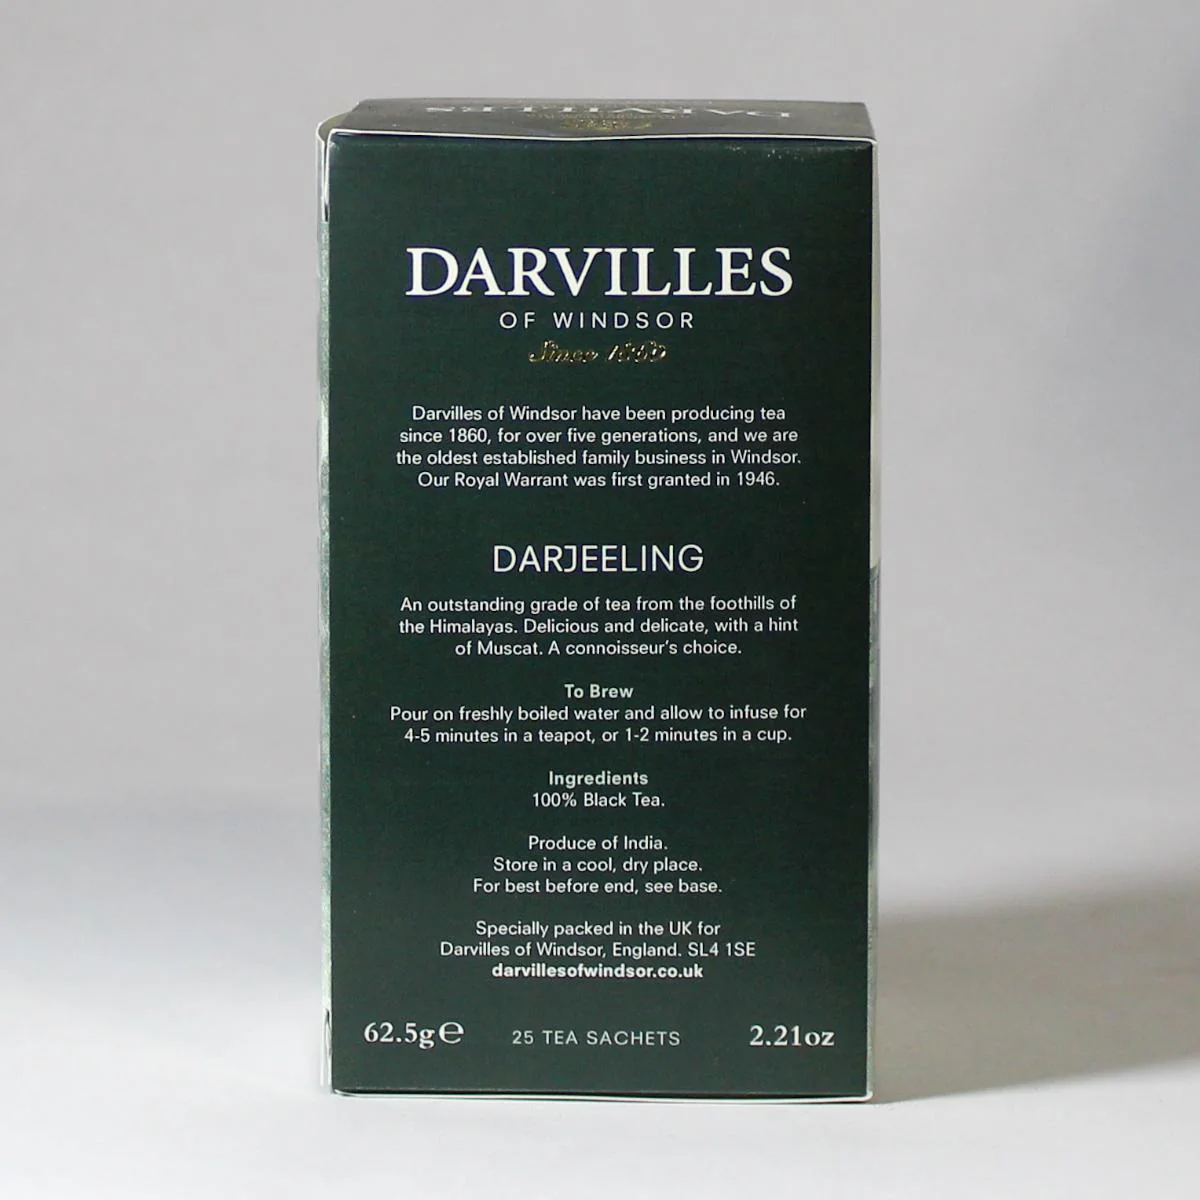 DARVILLES
DARVILLES
OF WINDSOR
Since 1860
Darvilles of Windsor have been producing tea
since 1860, for over five generations, and we are
the oldest established family business in Windsor.
Our Royal Warrant was first granted in 1946.
DARJEELING
An outstanding grade of tea from the foothills of
the Himalayas. Delicious and delicate, with a hint
of Muscat. A connoisseur's choice.
To Brew
Pour on freshly boiled water and allow to infuse for
4-5 minutes in a teapot, or 1-2 minutes in a cup.
Ingredients
100% Black Tea.
Produce of India.
Store in a cool, dry place.
For best before end, see base.
Specially packed in the UK for
Darvilles of Windsor, England. SL4 1SE
darvillesofwindsor.co.uk
62.5g℮ 25 TEA SACHETS 2.21oz